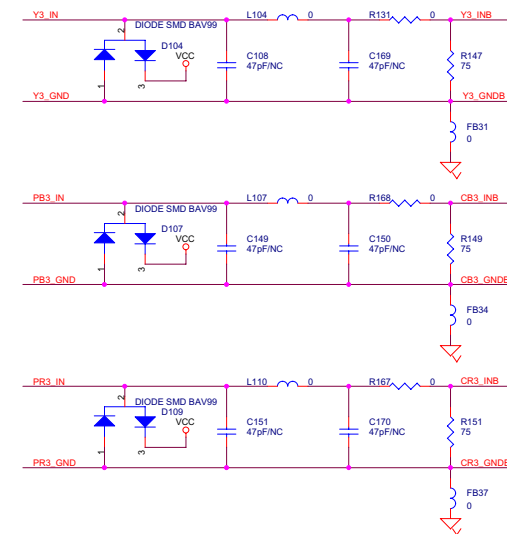 Y3_IN L104 0 R131 0 Y3_INB
DIODE SMD BAV99
2
D104
VCC
C108
47pF/NC
C169
47pF/NC
R147
75
1
3
Y3_GND Y3_GNDB
FB31
0
PB3_IN L107 0 R168 0 CB3_INB
DIODE SMD BAV99
2
D107
VCC
C149
47pF/NC
C150
47pF/NC
R149
75
1
3
PB3_GND CB3_GNDB
FB34
0
PR3_IN L110 0 R167 0 CR3_INB
DIODE SMD BAV99
2
D109
VCC
C151
47pF/NC
C170
47pF/NC
R151
75
1
3
PR3_GND CR3_GNDB
FB37
0